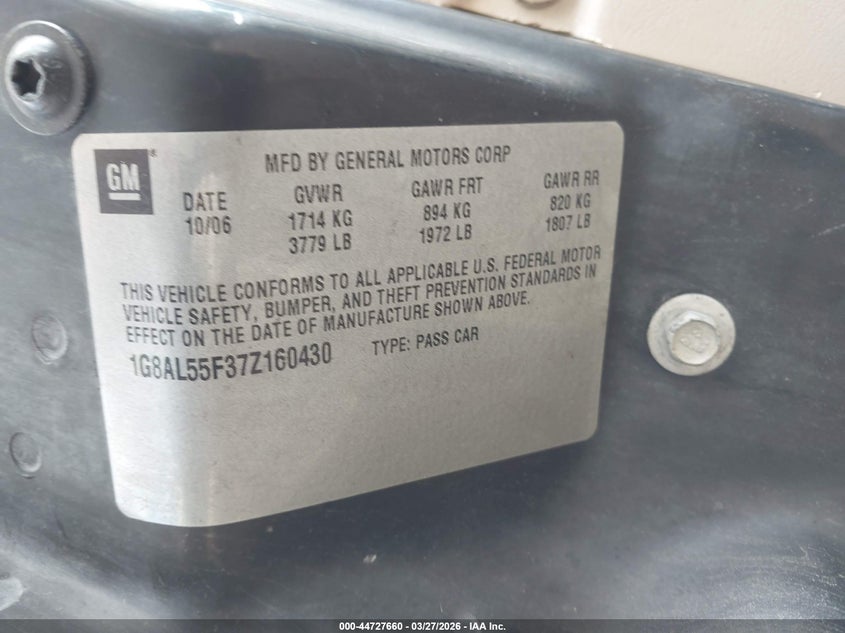 GM
MFD BY GENERAL MOTORS CORP
DATE GVWR GAWR FRT GAWR RR
10/06 1714 KG 894 KG 820 KG
3779 LB 1972 LB 1807 LB
THIS VEHICLE CONFORMS TO ALL APPLICABLE U.S. FEDERAL MOTOR
VEHICLE SAFETY, BUMPER, AND THEFT PREVENTION STANDARDS IN
EFFECT ON THE DATE OF MANUFACTURE SHOWN ABOVE.
1G8AL55F37Z160430 TYPE: PASS CAR
000-44727660 — 03/27/2026 — IAA Inc.